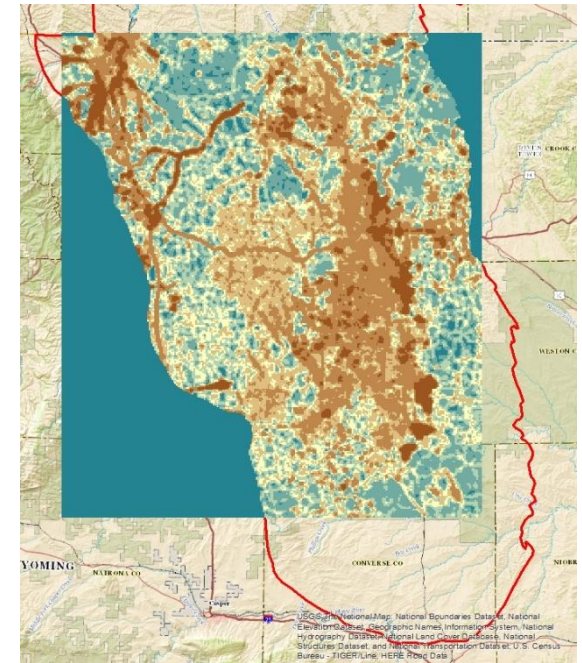 CROOK C
WESTON C
YOMING
NATRONA CO
CONVERSE CO
NIOBR
Casper
USGS The National Map: National Boundaries Dataset, National
Elevation Dataset, Geographic Names Information System, National
Hydrography Dataset, National Land Cover Database, National
Structures Dataset, and National Transportation Dataset; U.S. Census
Bureau - TIGER/Line; HERE Road Data